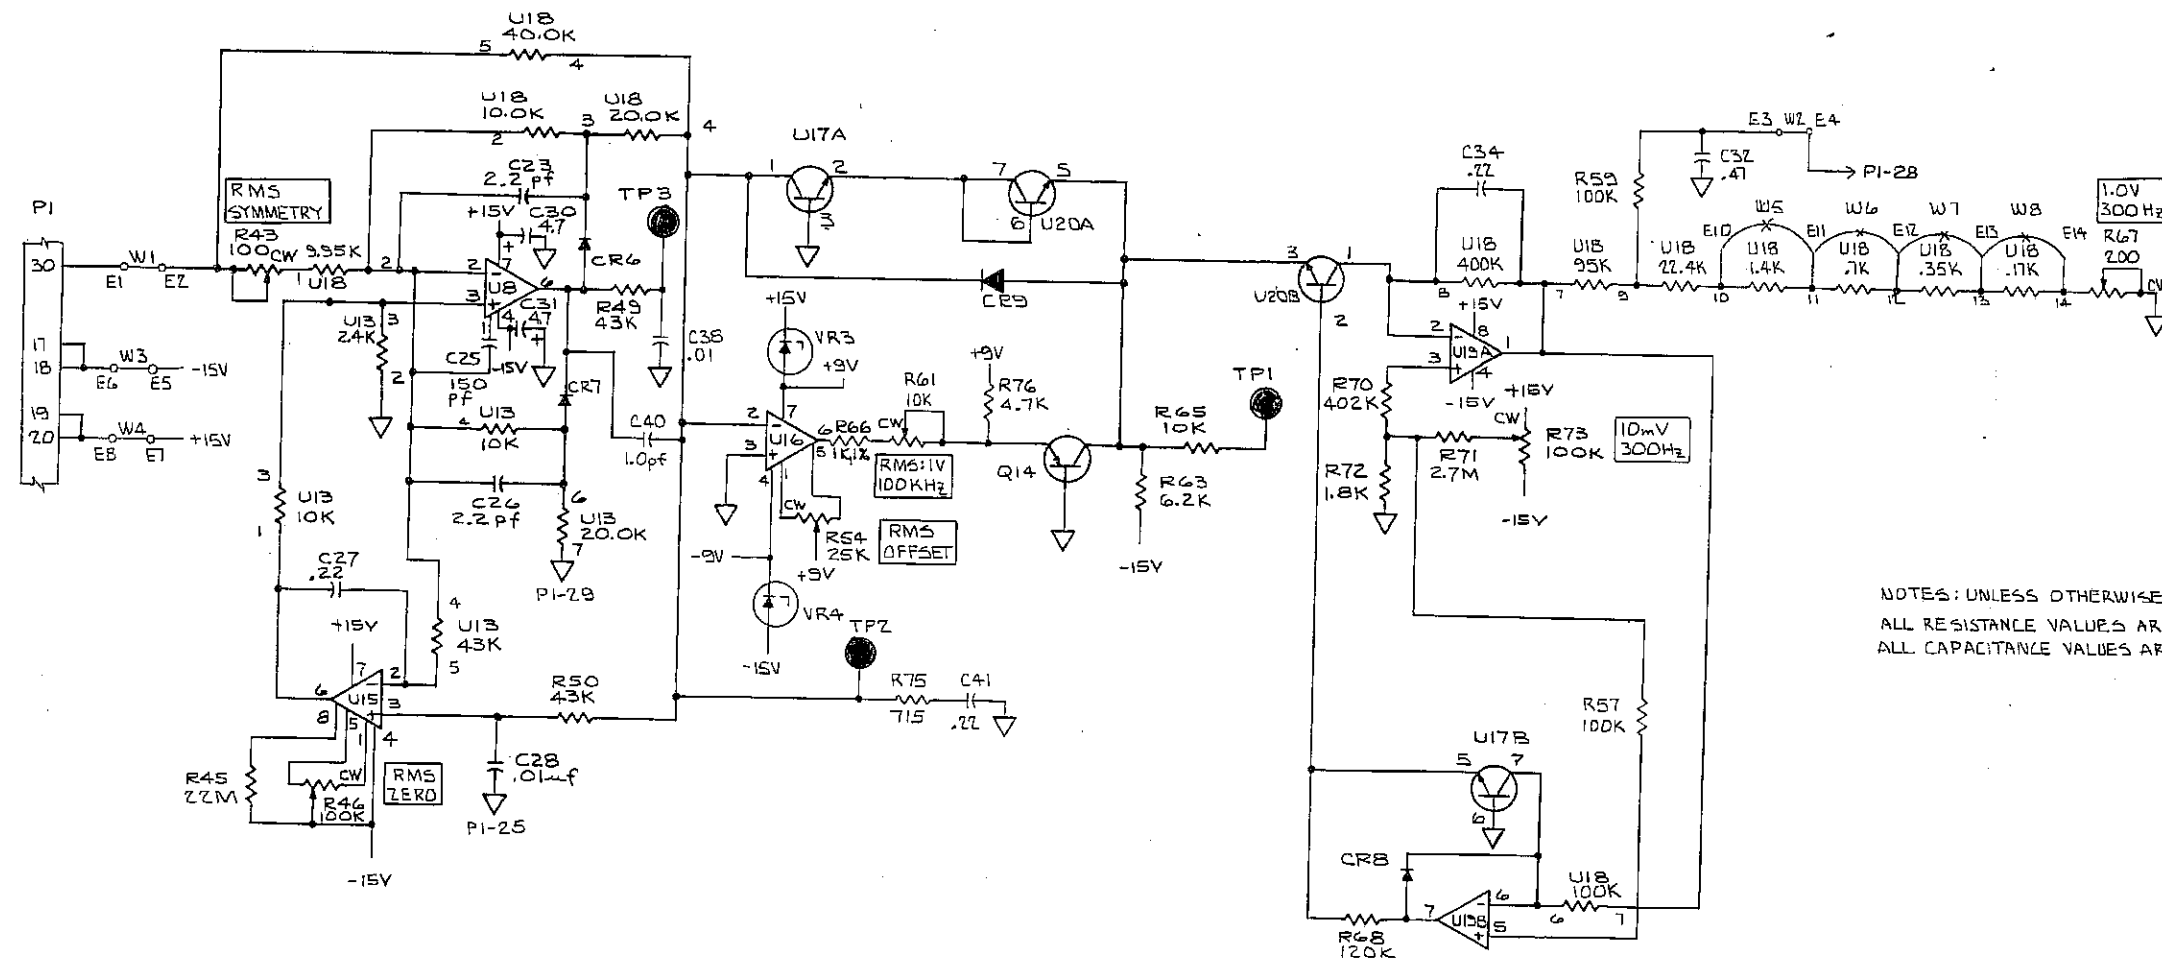 U18
40.0K
5
4
U18
10.0K
2
3
U18
20.0K
4
C23
2.2 pf
+15V
C30
4.7
TP3
P1
RMS
SYMMETRY
R43
100
CW
1
9.95K
U18
2
30
E1
W1
E2
2
7
U8
6
3
4
1
C31
4.7
-15V
CR6
R49
43K
C38
.01
U13
2.4K
3
2
C25
150
pf
17
18
E6
W3
E5
-15V
19
20
E8
W4
E7
+15V
4
U13
10K
CR7
C40
1.0pf
C26
2.2 pf
6
U13
20.0K
7
P1-29
3
U13
10K
1
C27
.22
+15V
4
U13
43K
5
7
2
6
U15
3
8
5
1
4
R45
22M
CW
R46
100K
RMS
ZERO
-15V
C28
.01uf
P1-25
R50
43K
U17A
1
2
3
7
5
6
U20A
CR9
+15V
VR3
+9V
2
7
U16
6
3
5
4
1
R66
1K,1%
CW
R61
10K
RMS:1V
100KHz
+9V
R76
4.7K
Q14
CW
R54
25K
+9V
RMS
OFFSET
-9V
VR4
-15V
TP2
R75
715
C41
.22
R65
10K
TP1
R63
6.2K
-15V
3
1
U20B
2
C34
.22
U18
400K
8
7
+15V
2
8
U19A
1
3
4
-15V
U18
95K
9
R59
100K
E3
W2
E4
C32
.47
P1-28
U18
22.4K
10
E10
W5
U18
1.4K
11
E11
W6
U18
.7K
12
E12
W7
U18
.35K
13
E13
W8
U18
.17K
14
E14
1.0V
300Hz
R67
200
CW
R70
402K
R72
1.8K
R71
2.7M
+15V
CW
R73
100K
-15V
10mV
300Hz
R57
100K
U17B
5
7
6
CR8
U18
100K
6
7
7
U19B
6
5
R68
120K
NOTES: UNLESS OTHERWISE
ALL RESISTANCE VALUES AR
ALL CAPACITANCE VALUES AR